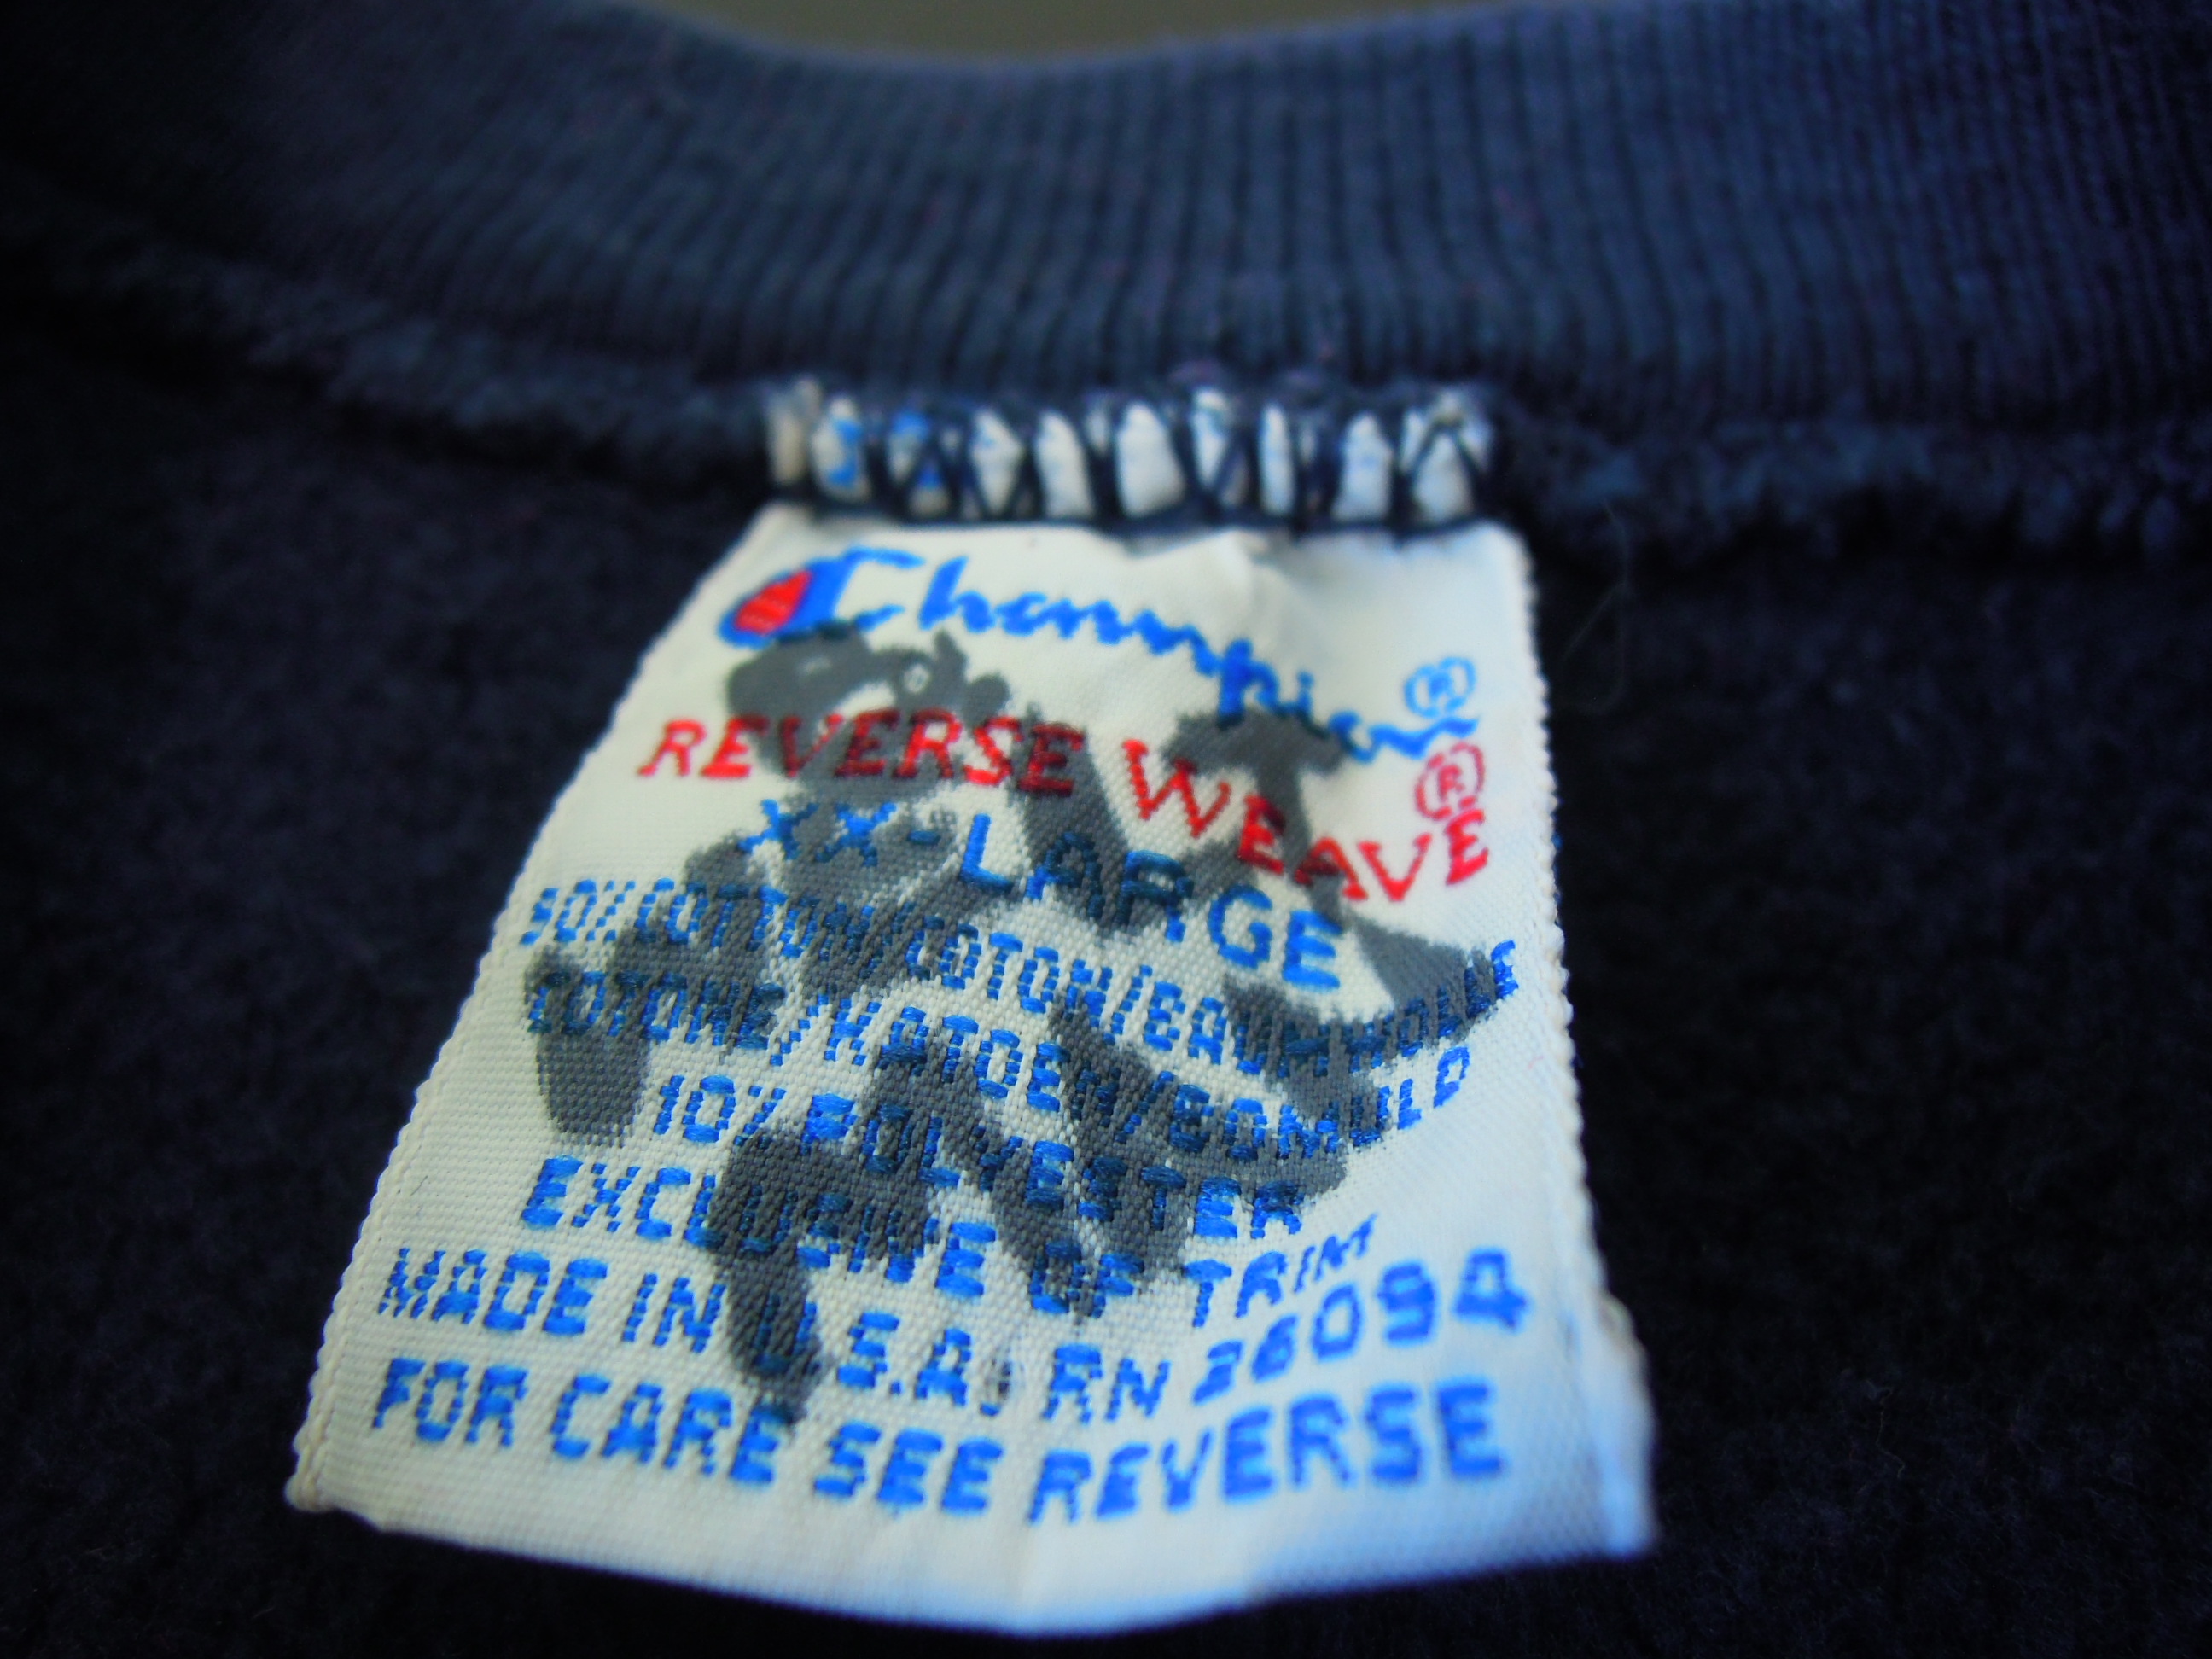 Champion®
REVERSE WEAVE®
XX-LARGE
90% COTTON/COTON/BAUMWOLLE
COTONE/KATOEN/BOMULD
10% POLYESTER
EXCLUSIVE OF TRIM
MADE IN U.S.A. RN 26094
FOR CARE SEE REVERSE